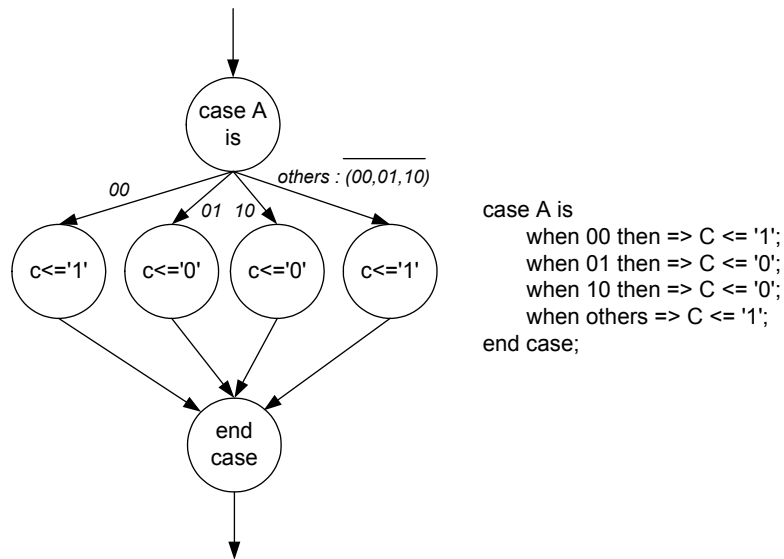 case A
is
00
01
10
others : (00,01,10)
c<='1'
c<='0'
c<='0'
c<='1'
end
case
case A is
when 00 then => C <= '1';
when 01 then => C <= '0';
when 10 then => C <= '0';
when others => C <= '1';
end case;